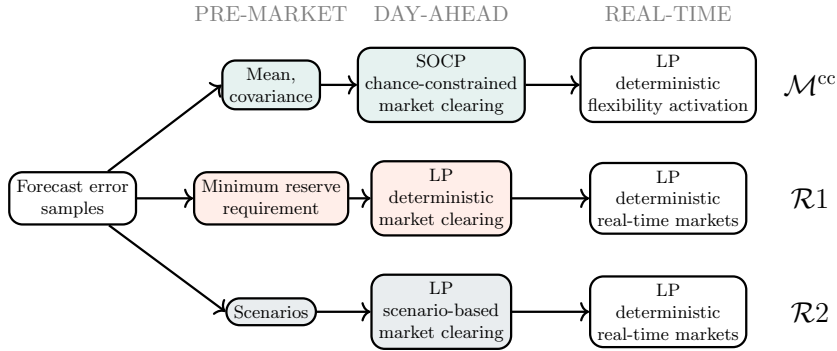 PRE-MARKET
DAY-AHEAD
REAL-TIME
Mean,
covariance
SOCP
chance-constrained
market clearing
LP
deterministic
flexibility activation
ℳᶜᶜ
Forecast error
samples
Minimum reserve
requirement
LP
deterministic
market clearing
LP
deterministic
real-time markets
ℛ1
Scenarios
LP
scenario-based
market clearing
LP
deterministic
real-time markets
ℛ2